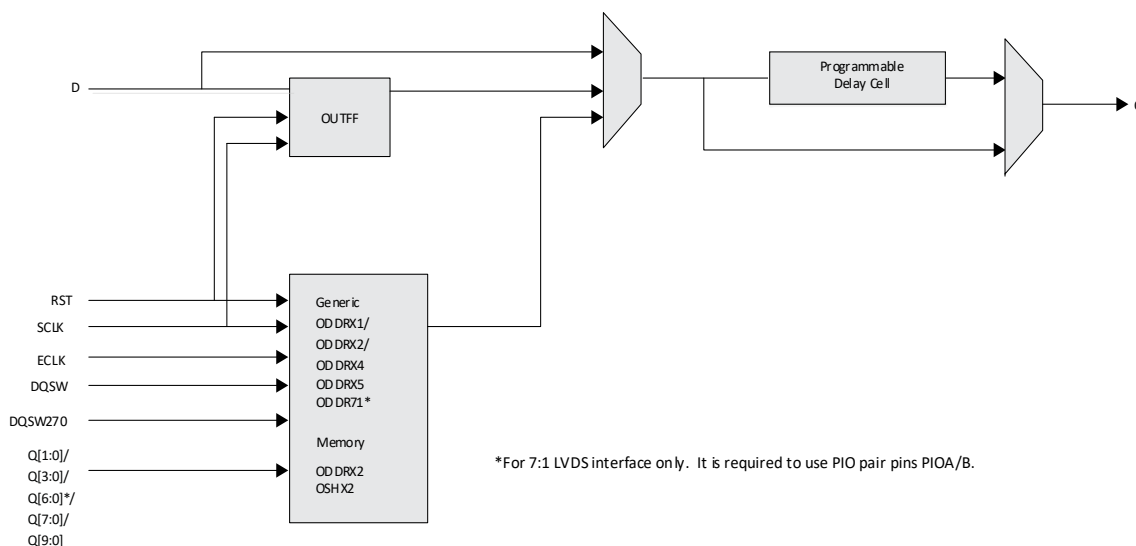 D
OUTFF
Programmable
Delay Cell
RST
SCLK
ECLK
DQSW
DQSW270
Q[1:0]/
Q[3:0]/
Q[6:0]*/
Q[7:0]/
Q[9:0]
Generic
ODDRX1/
ODDRX2/
ODDRX4
ODDRX5
ODDR71*
Memory
ODDRX2
OSHX2
*For 7:1 LVDS interface only. It is required to use PIO pair pins PIOA/B.